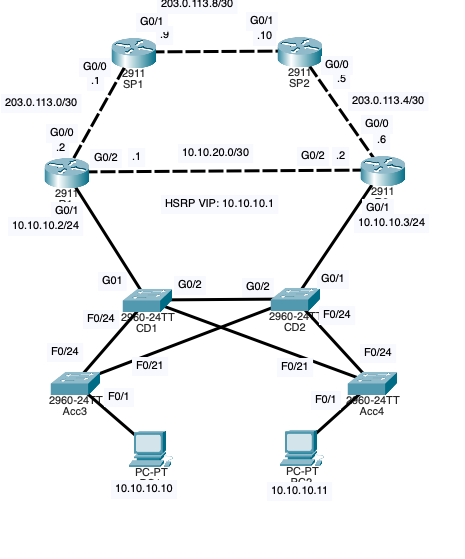 203.0.113.8/30
G0/1
.9
G0/1
.10
G0/0
.1
2911
SP1
2911
SP2
G0/0
.5
203.0.113.0/30
203.0.113.4/30
G0/0
.2
G0/0
.6
G0/2 .1
10.10.20.0/30
G0/2 .2
2911
G0/1
10.10.10.2/24
HSRP VIP: 10.10.10.1
G0/1
10.10.10.3/24
G01
G0/2
G0/2
G0/1
2960-24TT
CD1
2960-24TT
CD2
F0/24
F0/24
F0/24
F0/21
F0/21
F0/24
2960-24TT
Acc3
F0/1
F0/1
2960-24TT
Acc4
PC-PT
10.10.10.10
PC-PT
10.10.10.11